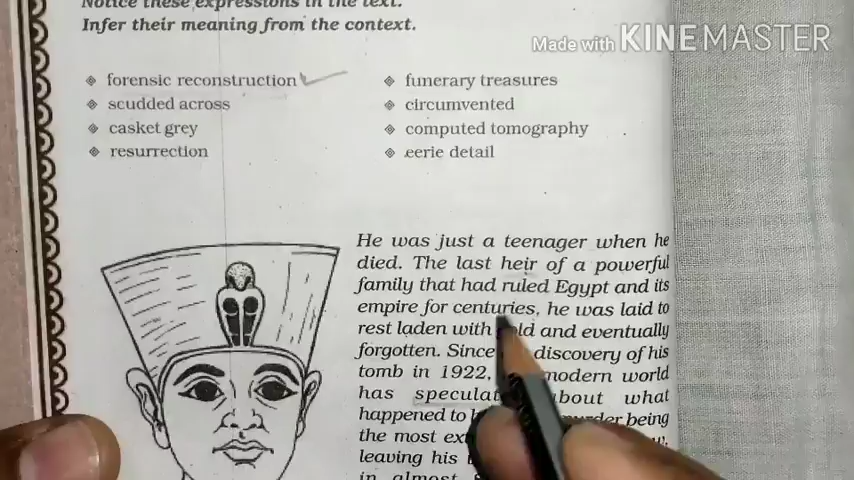 Notice these expressions in the text.
Infer their meaning from the context.
Made with KINEMASTER
❖ forensic reconstruction
❖ funerary treasures
❖ scudded across
❖ circumvented
❖ casket grey
❖ computed tomography
❖ resurrection
❖ eerie detail
He was just a teenager when he
died. The last heir of a powerful
family that had ruled Egypt and its
empire for centuries, he was laid to
rest laden with gold and eventually
forgotten. Since discovery of his
tomb in 1922, modern world
has about what
happened to being
the most
leaving his
in almost